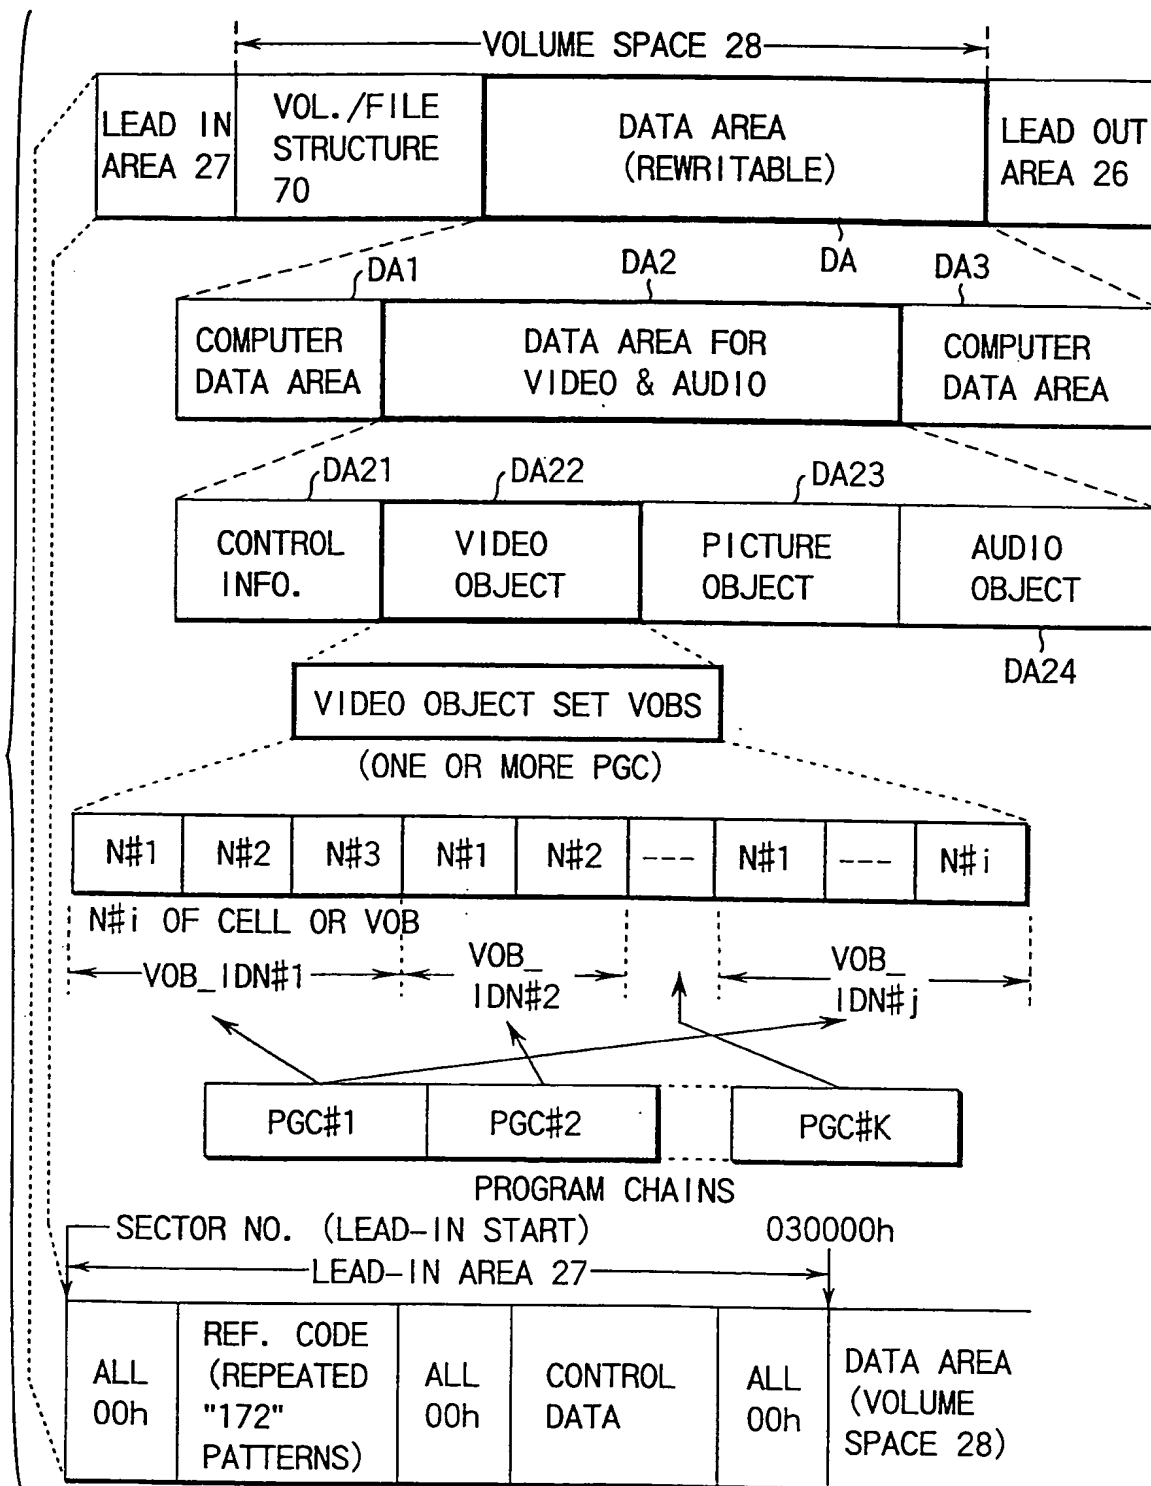 VOLUME SPACE 28
LEAD IN
AREA 27
VOL./FILE
STRUCTURE
70
DATA AREA
(REWRITABLE)
LEAD OUT
AREA 26
DA
DA1
DA2
DA3
COMPUTER
DATA AREA
DATA AREA FOR
VIDEO & AUDIO
COMPUTER
DATA AREA
DA21
DA22
DA23
CONTROL
INFO.
VIDEO
OBJECT
PICTURE
OBJECT
AUDIO
OBJECT
DA24
VIDEO OBJECT SET VOBS
(ONE OR MORE PGC)
N#1 N#2 N#3 N#1 N#2 --- N#1 --- N#i
N#i OF CELL OR VOB
VOB_IDN#1
VOB_
IDN#2
VOB_
IDN#j
PGC#1 PGC#2 PGC#K
PROGRAM CHAINS
SECTOR NO. (LEAD-IN START)
030000h
LEAD-IN AREA 27
ALL
00h
REF. CODE
(REPEATED
"172"
PATTERNS)
ALL
00h
CONTROL
DATA
ALL
00h
DATA AREA
(VOLUME
SPACE 28)